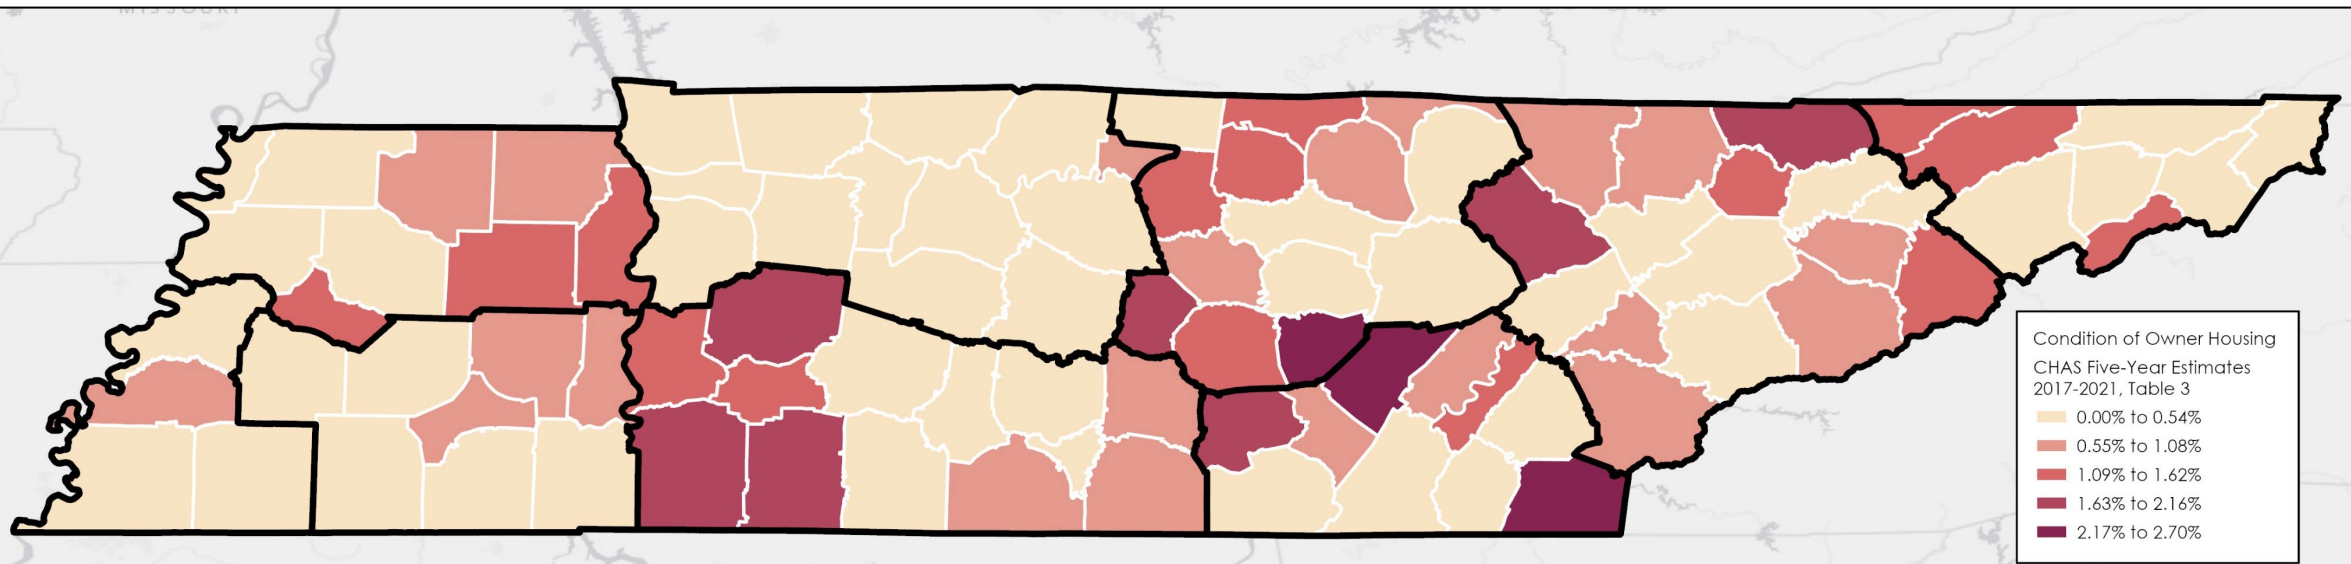 MISSOURI
Condition of Owner Housing
CHAS Five-Year Estimates
2017-2021, Table 3
0.00% to 0.54%
0.55% to 1.08%
1.09% to 1.62%
1.63% to 2.16%
2.17% to 2.70%